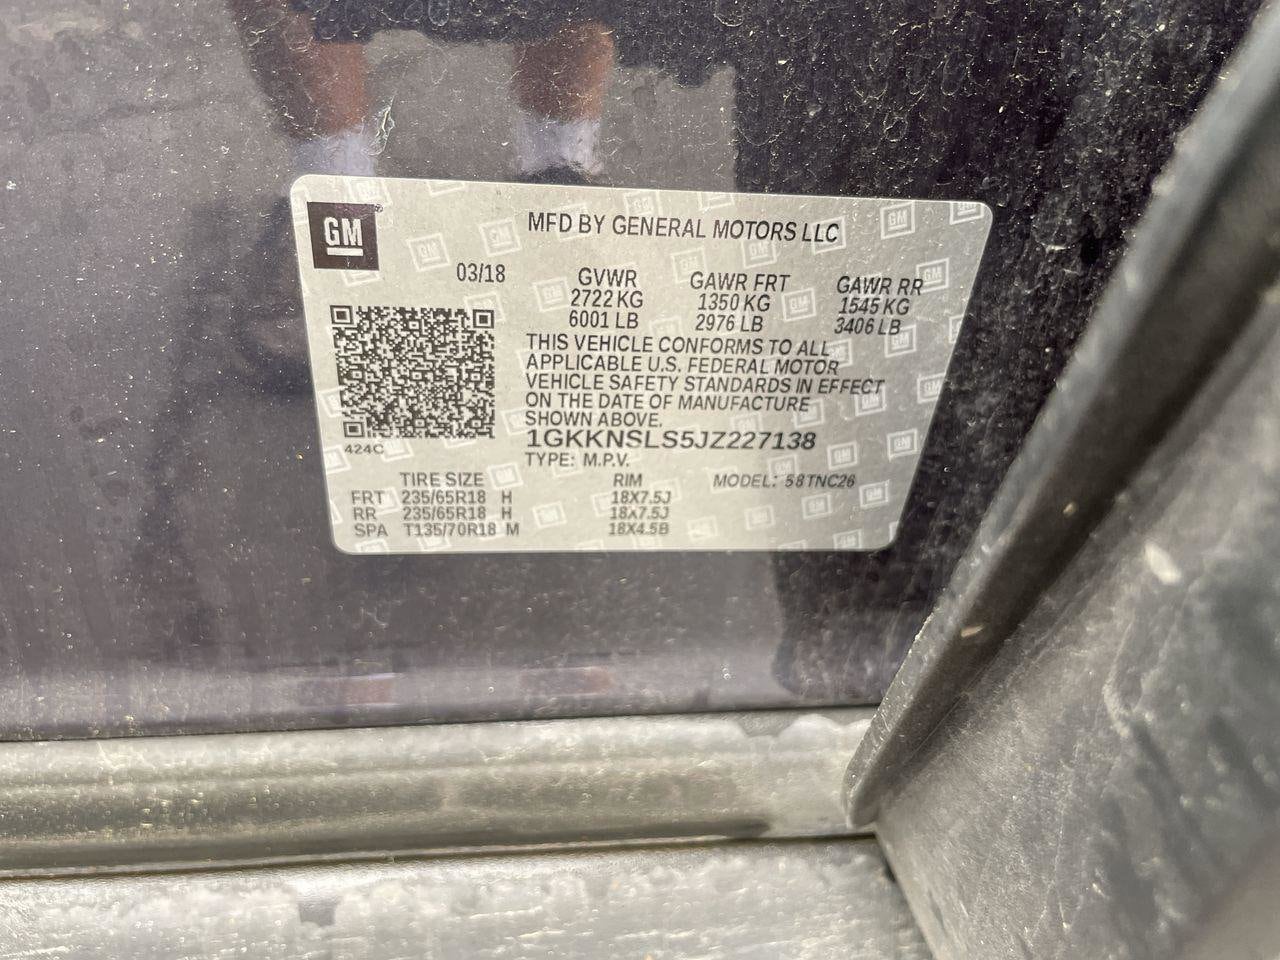 GM
MFD BY GENERAL MOTORS LLC
03/18 GVWR GAWR FRT GAWR RR
2722 KG 1350 KG 1545 KG
6001 LB 2976 LB 3406 LB
THIS VEHICLE CONFORMS TO ALL
APPLICABLE U.S. FEDERAL MOTOR
VEHICLE SAFETY STANDARDS IN EFFECT
ON THE DATE OF MANUFACTURE
SHOWN ABOVE.
1GKKNSLS5JZ227138
424C
TYPE: M.P.V.
TIRE SIZE RIM MODEL: 58TNC26
FRT 235/65R18 H 18X7.5J
RR 235/65R18 H 18X7.5J
SPA T135/70R18 M 18X4.5B